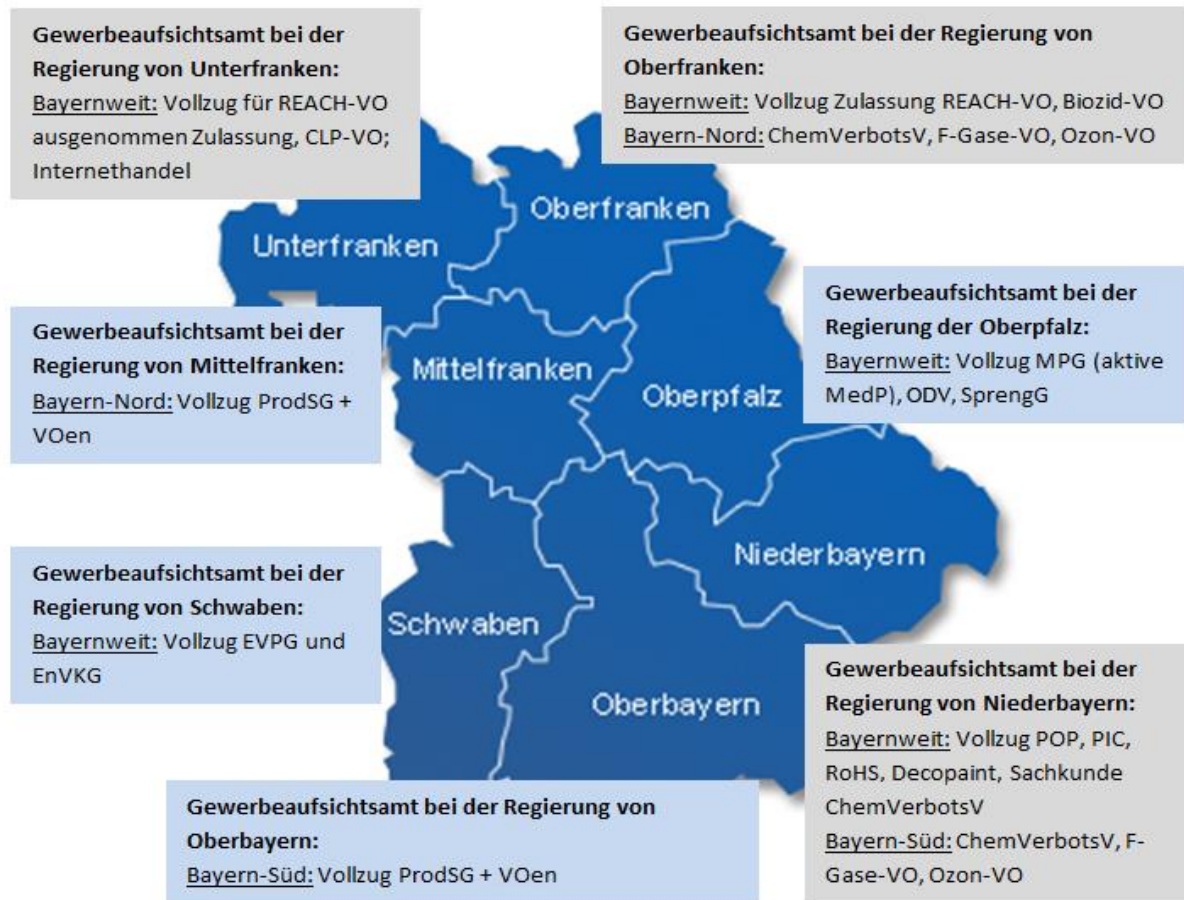 Gewerbeaufsichtsamt bei der
Regierung von Unterfranken:
Bayernweit: Vollzug für REACH-VO
ausgenommen Zulassung, CLP-VO;
Internethandel
Gewerbeaufsichtsamt bei der Regierung von
Oberfranken:
Bayernweit: Vollzug Zulassung REACH-VO, Biozid-VO
Bayern-Nord: ChemVerbotsV, F-Gase-VO, Ozon-VO
Oberfranken
Unterfranken
Gewerbeaufsichtsamt bei der
Regierung der Oberpfalz:
Bayernweit: Vollzug MPG (aktive
MedP), ODV, SprengG
Gewerbeaufsichtsamt bei der
Regierung von Mittelfranken:
Bayern-Nord: Vollzug ProdSG +
VOen
Mittelfranken
Oberpfalz
Niederbayern
Gewerbeaufsichtsamt bei der
Regierung von Schwaben:
Bayernweit: Vollzug EVPG und
EnVKG
Schwaben
Oberbayern
Gewerbeaufsichtsamt bei der
Regierung von Niederbayern:
Bayernweit: Vollzug POP, PIC,
RoHS, Decopaint, Sachkunde
ChemVerbotsV
Bayern-Süd: ChemVerbotsV, F-
Gase-VO, Ozon-VO
Gewerbeaufsichtsamt bei der Regierung von
Oberbayern:
Bayern-Süd: Vollzug ProdSG + VOen